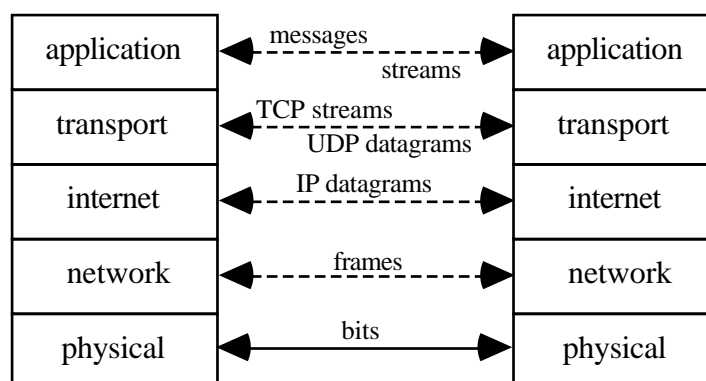 application messages application
streams
transport TCP streams transport
UDP datagrams
internet IP datagrams internet
network frames network
physical bits physical